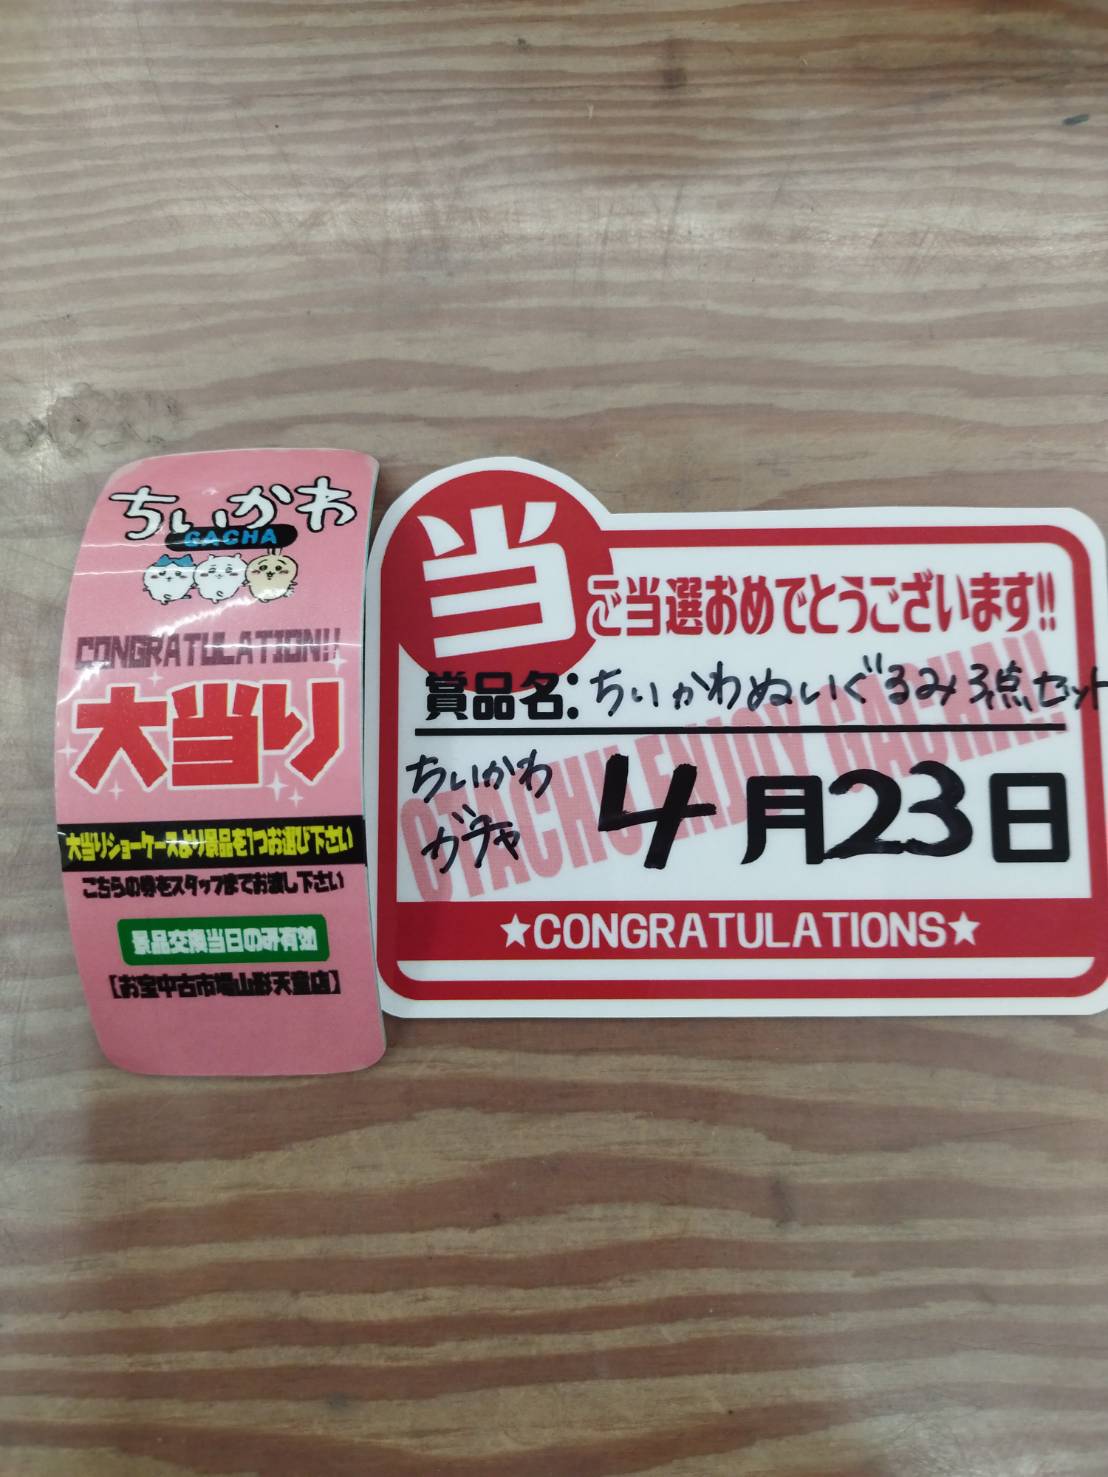 ちいかわ
GACHA
CONGRATULATION!!
大当り
大当りショーケースより景品を1つお選び下さい
こちらの券をスタッフまでお渡し下さい
景品交換当日のみ有効
【お宝中古市場山形天童店】
当
ご当選おめでとうございます!!
賞品名:ちいかわぬいぐるみ3点セット
ちいかわ
ガチャ
4月23日
OTACHU ENJOY GACHA!!
★CONGRATULATIONS★